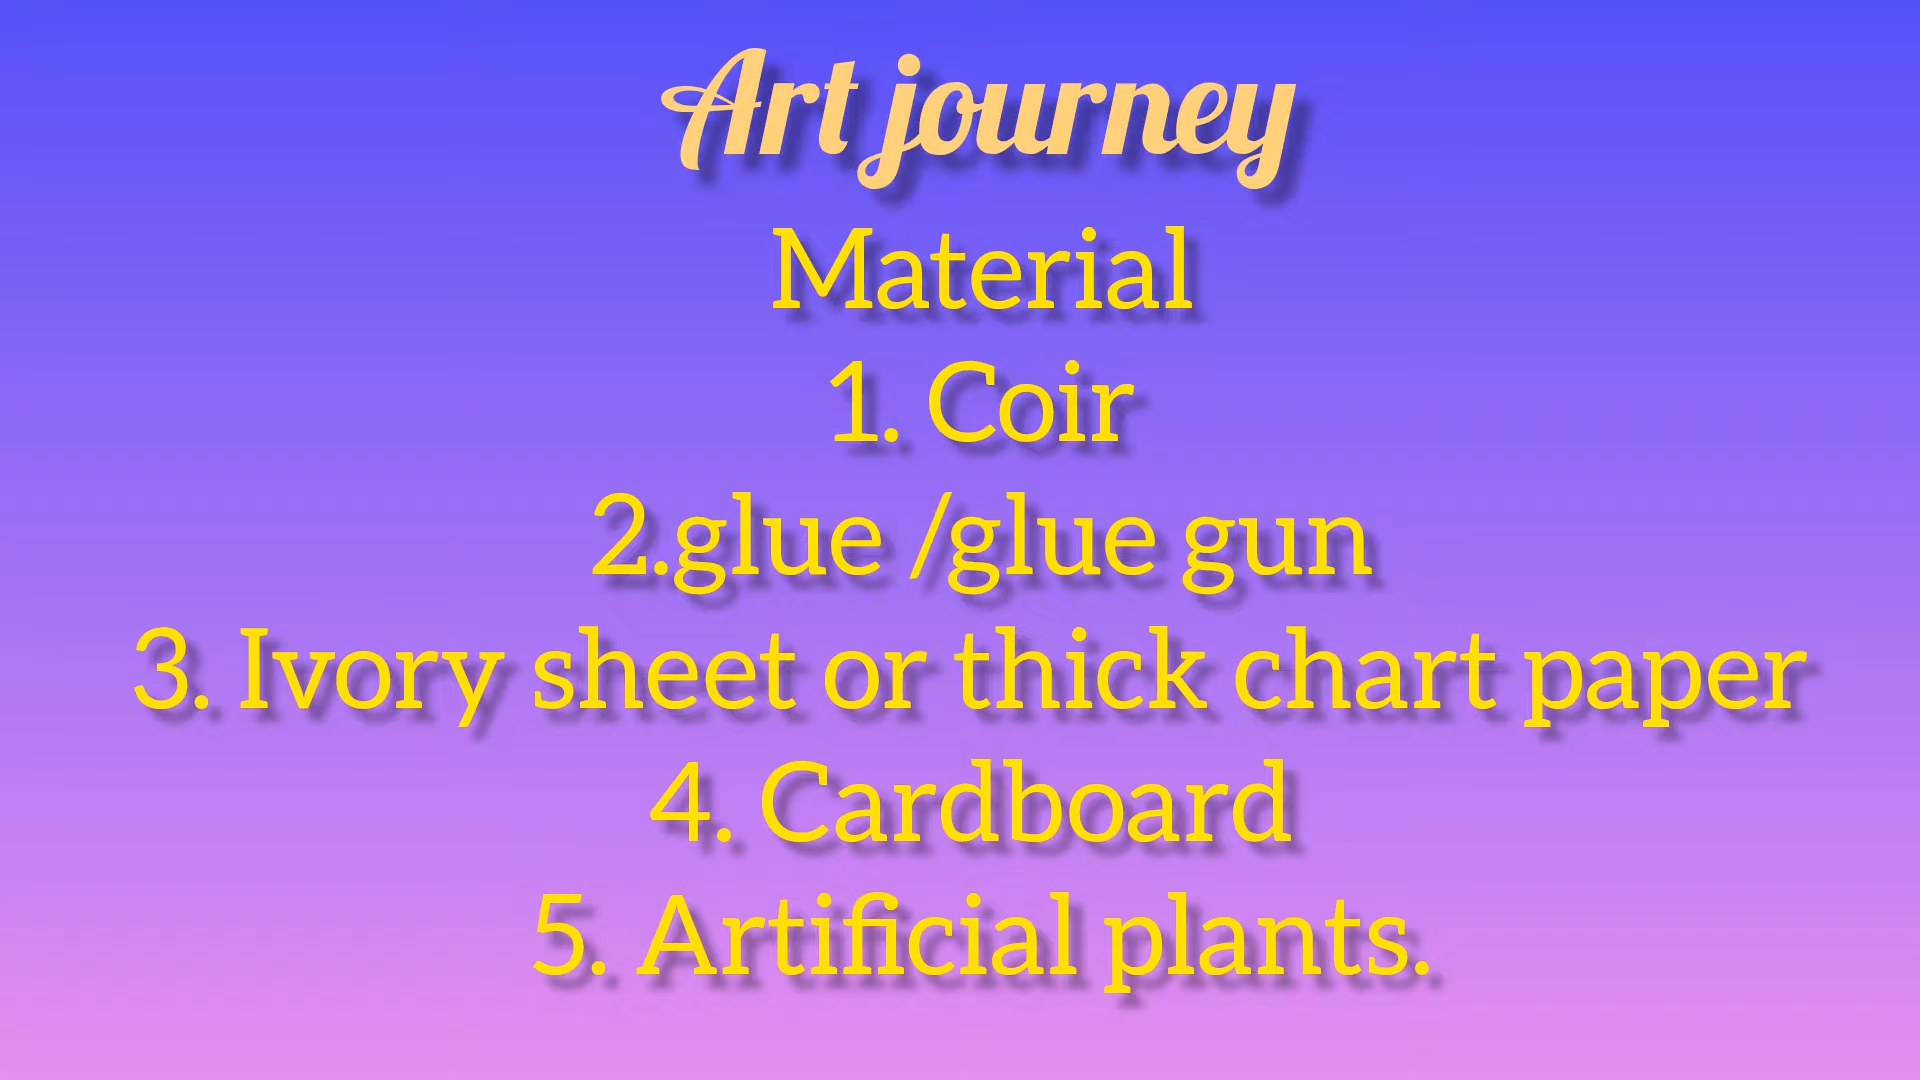 Art journey
Material
1. Coir
2.glue /glue gun
3. Ivory sheet or thick chart paper
4. Cardboard
5. Artificial plants.